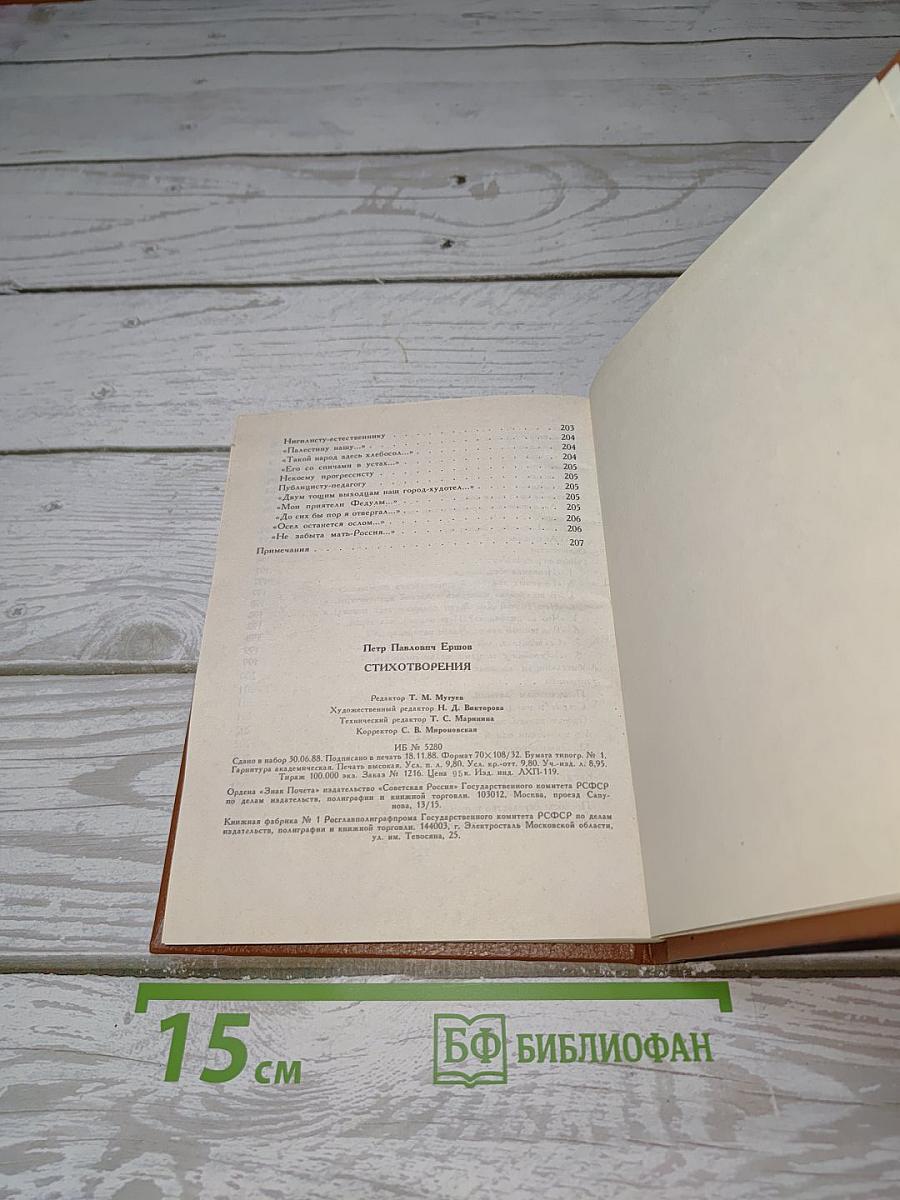 Нигилисту-естественнику . . . . . . . . . . 203
«Палестину нашу...» . . . . . . . . . . 204
«Такой народ здесь хлебосол...» . . . . . . . . . . 204
«Его со спичами в устах...» . . . . . . . . . . 204
Некоему прогрессисту . . . . . . . . . . 205
Публицисту-педагогу . . . . . . . . . . 205
«Двум тощим выходцам наш город-худотел...» . . . . . . . . . . 205
«Мои приятели Федулы...» . . . . . . . . . . 205
«До сих бы пор я отвергал...» . . . . . . . . . . 205
«Осел останется ослом...» . . . . . . . . . . 206
«Не забыта мать-Россия...» . . . . . . . . . . 206
Примечания . . . . . . . . . . 207
Петр Павлович Ершов
СТИХОТВОРЕНИЯ
Редактор Т. М. Мугуев
Художественный редактор Н. Д. Викторова
Технический редактор Т. С. Маринина
Корректор С. В. Мироновская
ИБ № 5280
Сдано в набор 30.06.88. Подписано в печать 18.11.88. Формат 70×108/32. Бумага типогр. № 1.
Гарнитура академическая. Печать высокая. Усл. п. л. 9,80. Усл. кр.-отт. 9,80. Уч.-изд. л. 8,95.
Тираж 100.000 экз. Заказ № 1216. Цена 95 к. Изд. инд. ЛХП-119.
Ордена «Знак Почета» издательство «Советская Россия» Государственного комитета РСФСР
по делам издательств, полиграфии и книжной торговли. 103012, Москва, проезд Сапу-
нова, 13/15.
Книжная фабрика № 1 Росглавполиграфпрома Государственного комитета РСФСР по делам
издательств, полиграфии и книжной торговли. 144003, г. Электросталь Московской области,
ул. им. Тевосяна, 25.
15 см
БФ БИБЛИОФАН